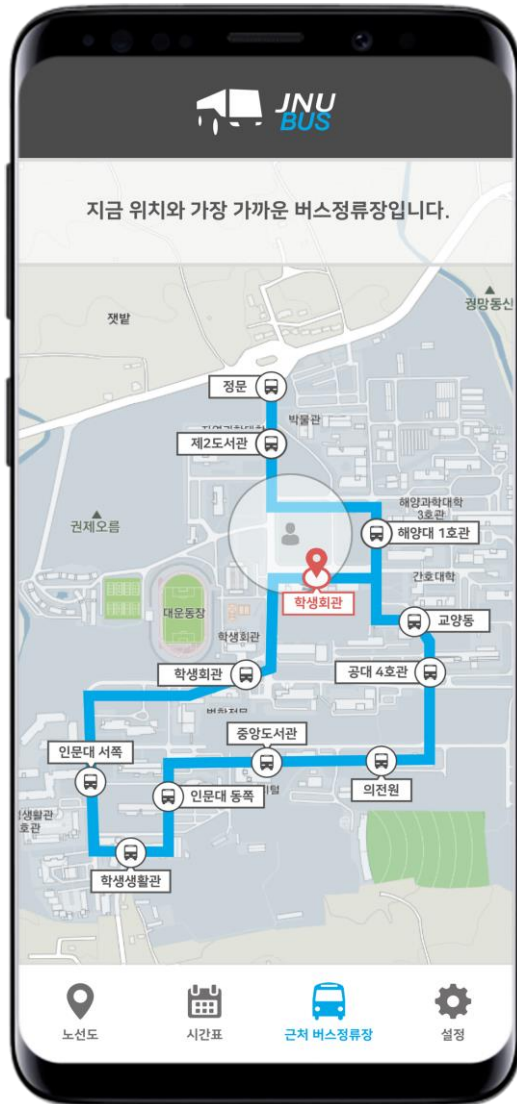 JNU
BUS
지금 위치와 가장 가까운 버스정류장입니다.
궝망동산
잿밭
정문
박물관
제2도서관
해양과학대학
3호관
해양대 1호관
권제오름
간호대학
학생회관
대운동장
교양동
학생회관
학생회관
공대 4호관
중앙도서관
인문대 서쪽
인문대 동쪽
의전원
호관
학생생활관
노선도
시간표
근처 버스정류장
설정